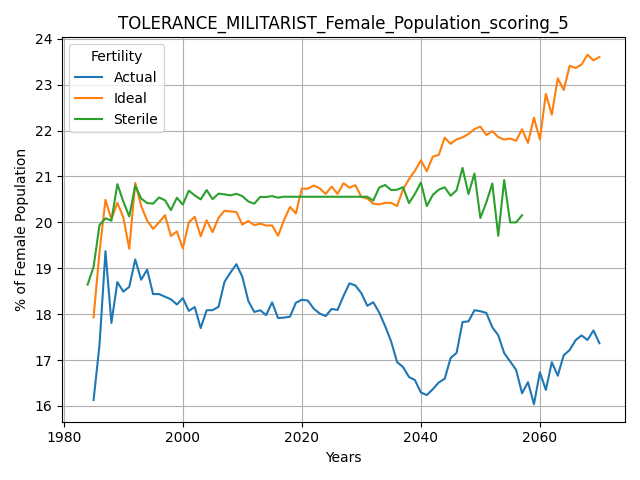 TOLERANCE_MILITARIST_Female_Population_scoring_5
Fertility
Actual
Ideal
Sterile
% of Female Population
24
23
22
21
20
19
18
17
16
1980
2000
2020
2040
2060
Years